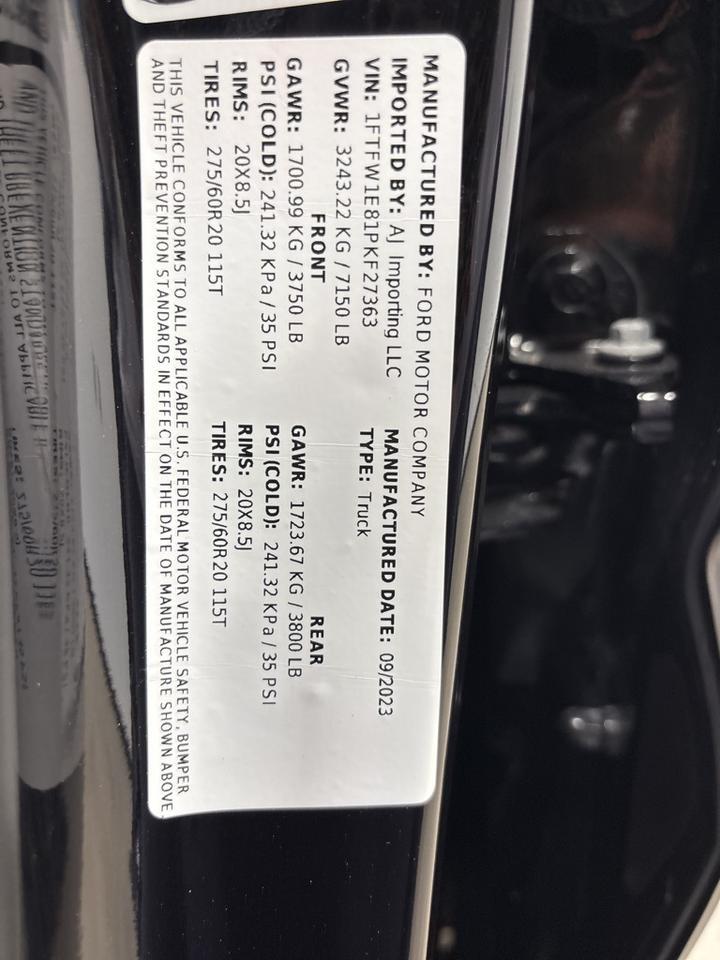 MANUFACTURED BY: FORD MOTOR COMPANY
IMPORTED BY: AJ Importing LLC MANUFACTURED DATE: 09/2023
VIN: 1FTFW1E81PKF27363 TYPE: Truck
GVWR: 3243.22 KG / 7150 LB
FRONT REAR
GAWR: 1700.99 KG / 3750 LB GAWR: 1723.67 KG / 3800 LB
PSI (COLD): 241.32 KPa / 35 PSI PSI (COLD): 241.32 KPa / 35 PSI
RIMS: 20X8.5J RIMS: 20X8.5J
TIRES: 275/60R20 115T TIRES: 275/60R20 115T
THIS VEHICLE CONFORMS TO ALL APPLICABLE U.S. FEDERAL MOTOR VEHICLE SAFETY, BUMPER
AND THEFT PREVENTION STANDARDS IN EFFECT ON THE DATE OF MANUFACTURE SHOWN ABOVE